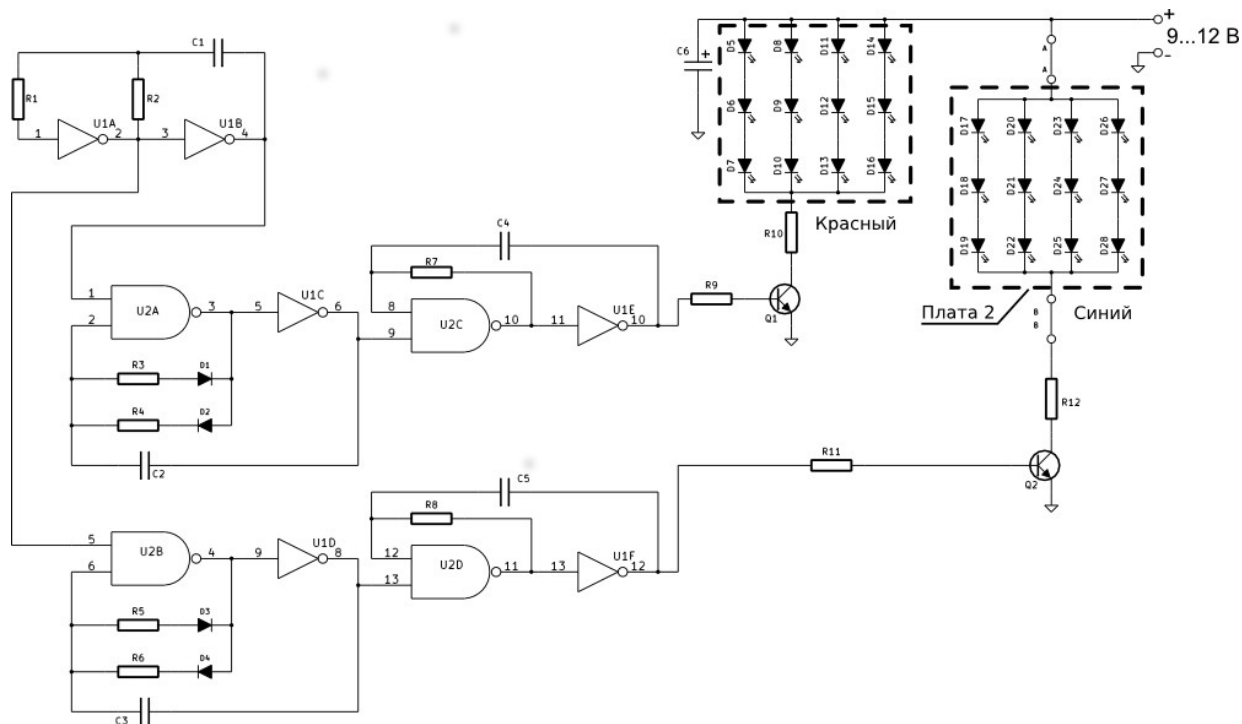 C1
R1
R2
U1A
U1B
1
2
3
4
C6
+
D5
D8
D11
D14
D6
D9
D12
D15
D7
D10
D13
D16
Красный
+
9...12 В
-
A
A
D17
D20
D23
D26
D18
D21
D24
D27
D19
D22
D25
D28
Плата 2
Синий
B
B
R10
R9
Q1
C4
R7
8
9
U2C
10
11
U1E
10
1
2
U2A
3
5
U1C
6
R3
D1
R4
D2
C2
R12
R11
Q2
C5
R8
12
13
U2D
11
13
U1F
12
5
6
U2B
4
9
U1D
8
R5
D3
R6
D4
C3